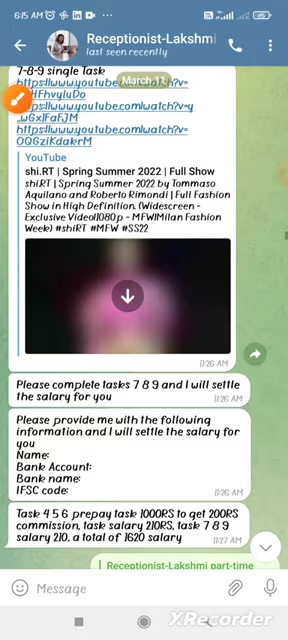 6:15 AM
Receptionist-Lakshmi
last seen recently
7-8-9 single Task
March 11
https://www.youtube.com/watch?v=
HFhvyluDo
https://www.youtube.com/watch?v=y
https://www.youtube.com/watch?v=
OQGziKdakrM
YouTube
shi.RT | Spring Summer 2022 | Full Show
shiRT | Spring Summer 2022 by Tommaso
Aquilano and Roberto Rimondi | Full Fashion
Show in High Definition. (Widescreen -
Exclusive Video/1080p - MFW/Milan Fashion
Week) #shiRT #MFW #SS22
11:26 AM
Please complete tasks 7 8 9 and I will settle
the salary for you
11:26 AM
Please provide me with the following
information and I will settle the salary for
you
Name:
Bank Account:
Bank name:
IFSC code:
11:26 AM
Task 4 5 6 prepay task 1000RS to get 200RS
commission, task salary 210RS, task 7 8 9
salary 210, a total of 1620 salary
11:27 AM
Receptionist-Lakshmi part-time
Message
XRecorder